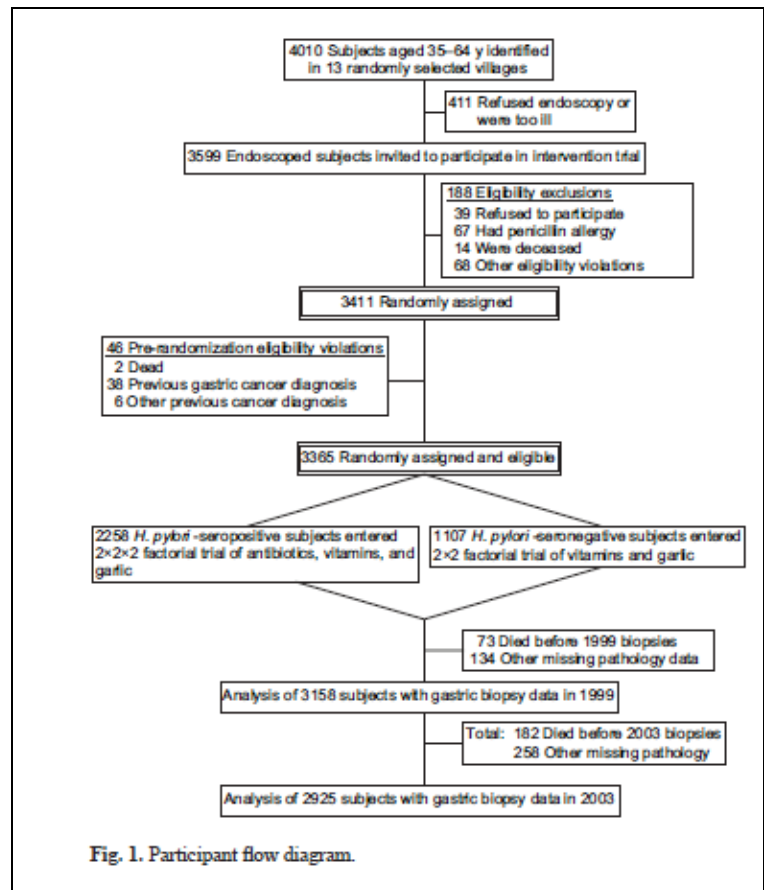 4010 Subjects aged 35–64 y identified
in 13 randomly selected villages
411 Refused endoscopy or
were too ill
3599 Endoscoped subjects invited to participate in intervention trial
188 Eligibility exclusions
39 Refused to participate
67 Had penicillin allergy
14 Were deceased
68 Other eligibility violations
3411 Randomly assigned
46 Pre-randomization eligibility violations
2 Dead
38 Previous gastric cancer diagnosis
6 Other previous cancer diagnosis
3365 Randomly assigned and eligible
2258 H. pylori -seropositive subjects entered
2×2×2 factorial trial of antibiotics, vitamins, and
garlic
1107 H. pylori -seronegative subjects entered
2×2 factorial trial of vitamins and garlic
73 Died before 1999 biopsies
134 Other missing pathology data
Analysis of 3158 subjects with gastric biopsy data in 1999
Total: 182 Died before 2003 biopsies
258 Other missing pathology
Analysis of 2925 subjects with gastric biopsy data in 2003
Fig. 1. Participant flow diagram.